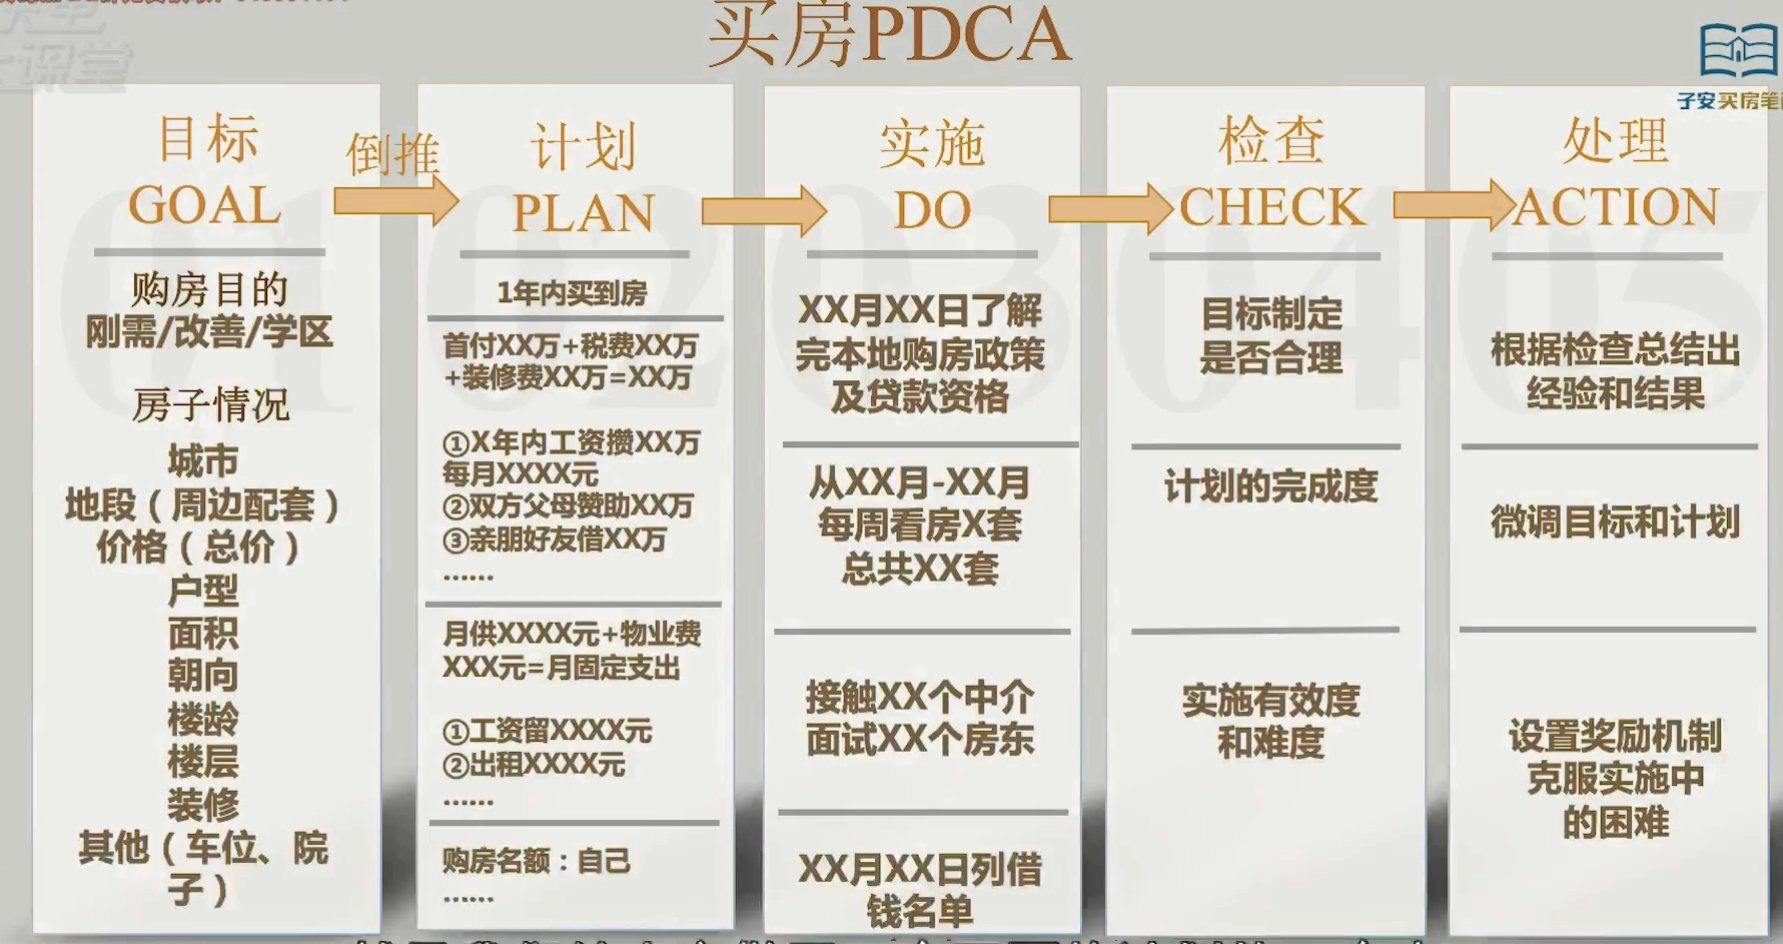 买房PDCA
子安买房笔
目标
GOAL
购房目的
刚需/改善/学区
房子情况
城市
地段（周边配套）
价格（总价）
户型
面积
朝向
楼龄
楼层
装修
其他（车位、院
子）
倒推
计划
PLAN
1年内买到房
首付XX万+税费XX万
+装修费XX万=XX万
①X年内工资攒XX万
每月XXXX元
②双方父母赞助XX万
③亲朋好友借XX万
……
月供XXXX元+物业费
XXX元=月固定支出
①工资留XXXX元
②出租XXXX元
……
购房名额：自己
……
实施
DO
XX月XX日了解
完本地购房政策
及贷款资格
从XX月-XX月
每周看房X套
总共XX套
接触XX个中介
面试XX个房东
XX月XX日列借
钱名单
检查
CHECK
目标制定
是否合理
计划的完成度
实施有效度
和难度
处理
ACTION
根据检查总结出
经验和结果
微调目标和计划
设置奖励机制
克服实施中
的困难
01
02
03
04
05
课堂